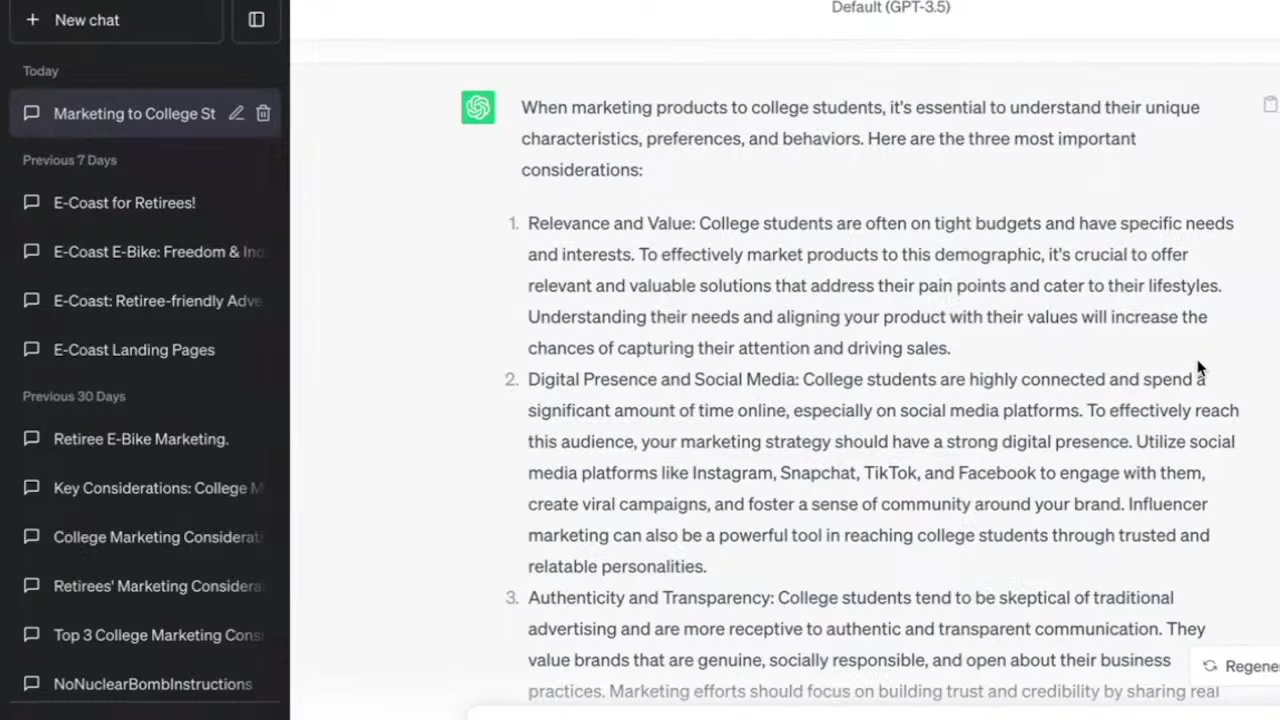 New chat
Today
Marketing to College St
Previous 7 Days
E-Coast for Retirees!
E-Coast E-Bike: Freedom & Ind
E-Coast: Retiree-friendly Adve
E-Coast Landing Pages
Previous 30 Days
Retiree E-Bike Marketing.
Key Considerations: College M
College Marketing Considerati
Retirees' Marketing Considera
Top 3 College Marketing Cons
NoNuclearBombInstructions
Default (GPT-3.5)
When marketing products to college students, it's essential to understand their unique
characteristics, preferences, and behaviors. Here are the three most important
considerations:
1. Relevance and Value: College students are often on tight budgets and have specific needs
and interests. To effectively market products to this demographic, it's crucial to offer
relevant and valuable solutions that address their pain points and cater to their lifestyles.
Understanding their needs and aligning your product with their values will increase the
chances of capturing their attention and driving sales.
2. Digital Presence and Social Media: College students are highly connected and spend a
significant amount of time online, especially on social media platforms. To effectively reach
this audience, your marketing strategy should have a strong digital presence. Utilize social
media platforms like Instagram, Snapchat, TikTok, and Facebook to engage with them,
create viral campaigns, and foster a sense of community around your brand. Influencer
marketing can also be a powerful tool in reaching college students through trusted and
relatable personalities.
3. Authenticity and Transparency: College students tend to be skeptical of traditional
advertising and are more receptive to authentic and transparent communication. They
value brands that are genuine, socially responsible, and open about their business
practices. Marketing efforts should focus on building trust and credibility by sharing real
Regene